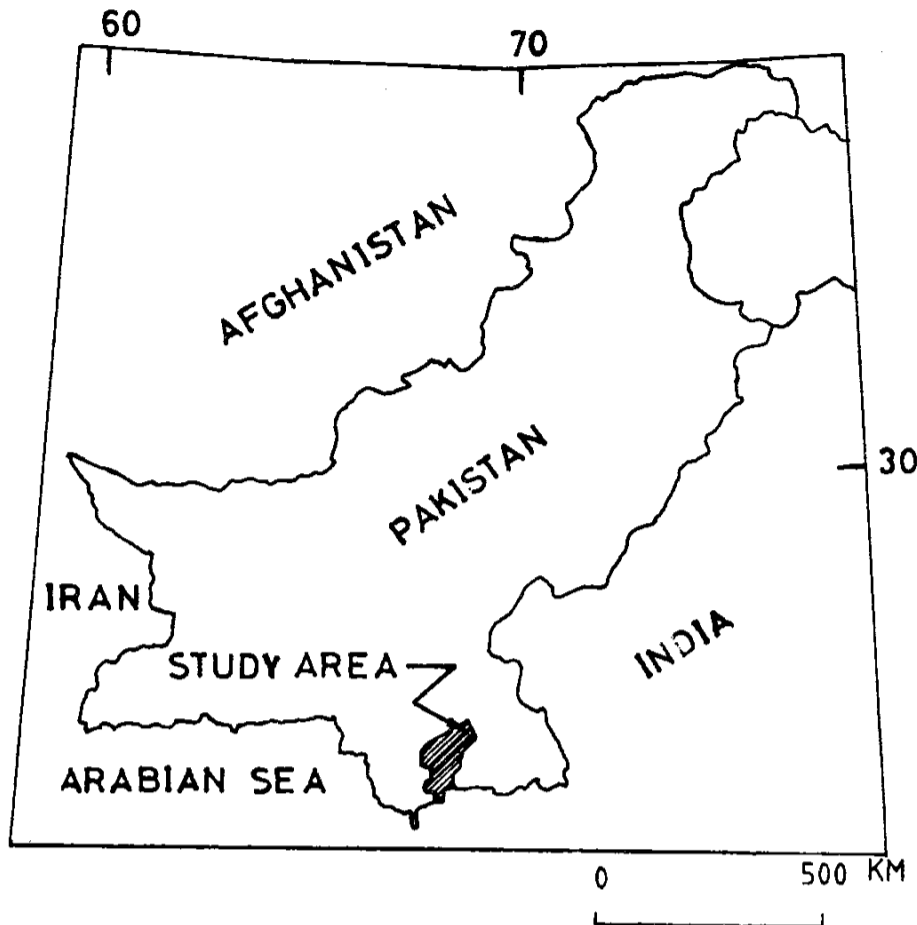 60
70
AFGHANISTAN
PAKISTAN
30
IRAN
INDIA
STUDY AREA
ARABIAN SEA
0 500 KM